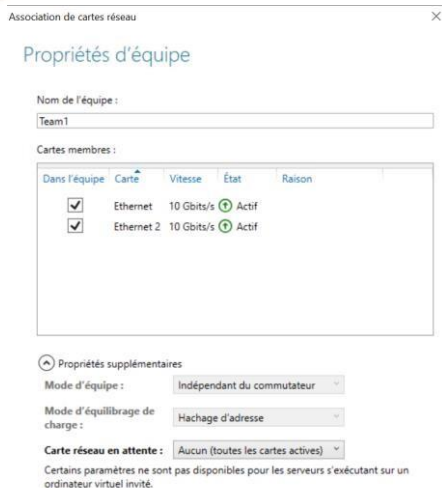 Association de cartes réseau
Propriétés d'équipe
Nom de l'équipe :
Team1
Cartes membres :
Dans l'équipe Carte Vitesse État Raison
Ethernet 10 Gbits/s Actif
Ethernet 2 10 Gbits/s Actif
Propriétés supplémentaires
Mode d'équipe : Indépendant du commutateur
Mode d'équilibrage de
charge : Hachage d'adresse
Carte réseau en attente : Aucun (toutes les cartes actives)
Certains paramètres ne sont pas disponibles pour les serveurs s'exécutant sur un
ordinateur virtuel invité.